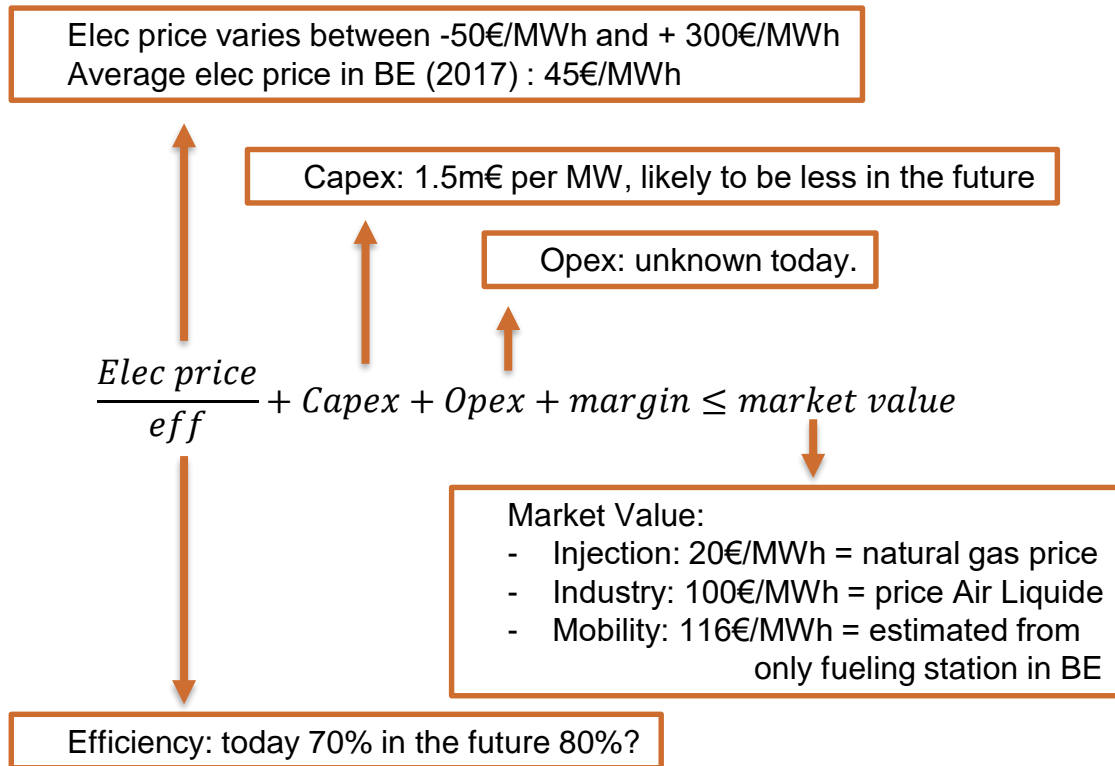 Elec price varies between -50€/MWh and + 300€/MWh
Average elec price in BE (2017) : 45€/MWh
Capex: 1.5m€ per MW, likely to be less in the future
Opex: unknown today.
Elec price
eff
+ Capex + Opex + margin ≤ market value
Market Value:
- Injection: 20€/MWh = natural gas price
- Industry: 100€/MWh = price Air Liquide
- Mobility: 116€/MWh = estimated from
only fueling station in BE
Efficiency: today 70% in the future 80%?